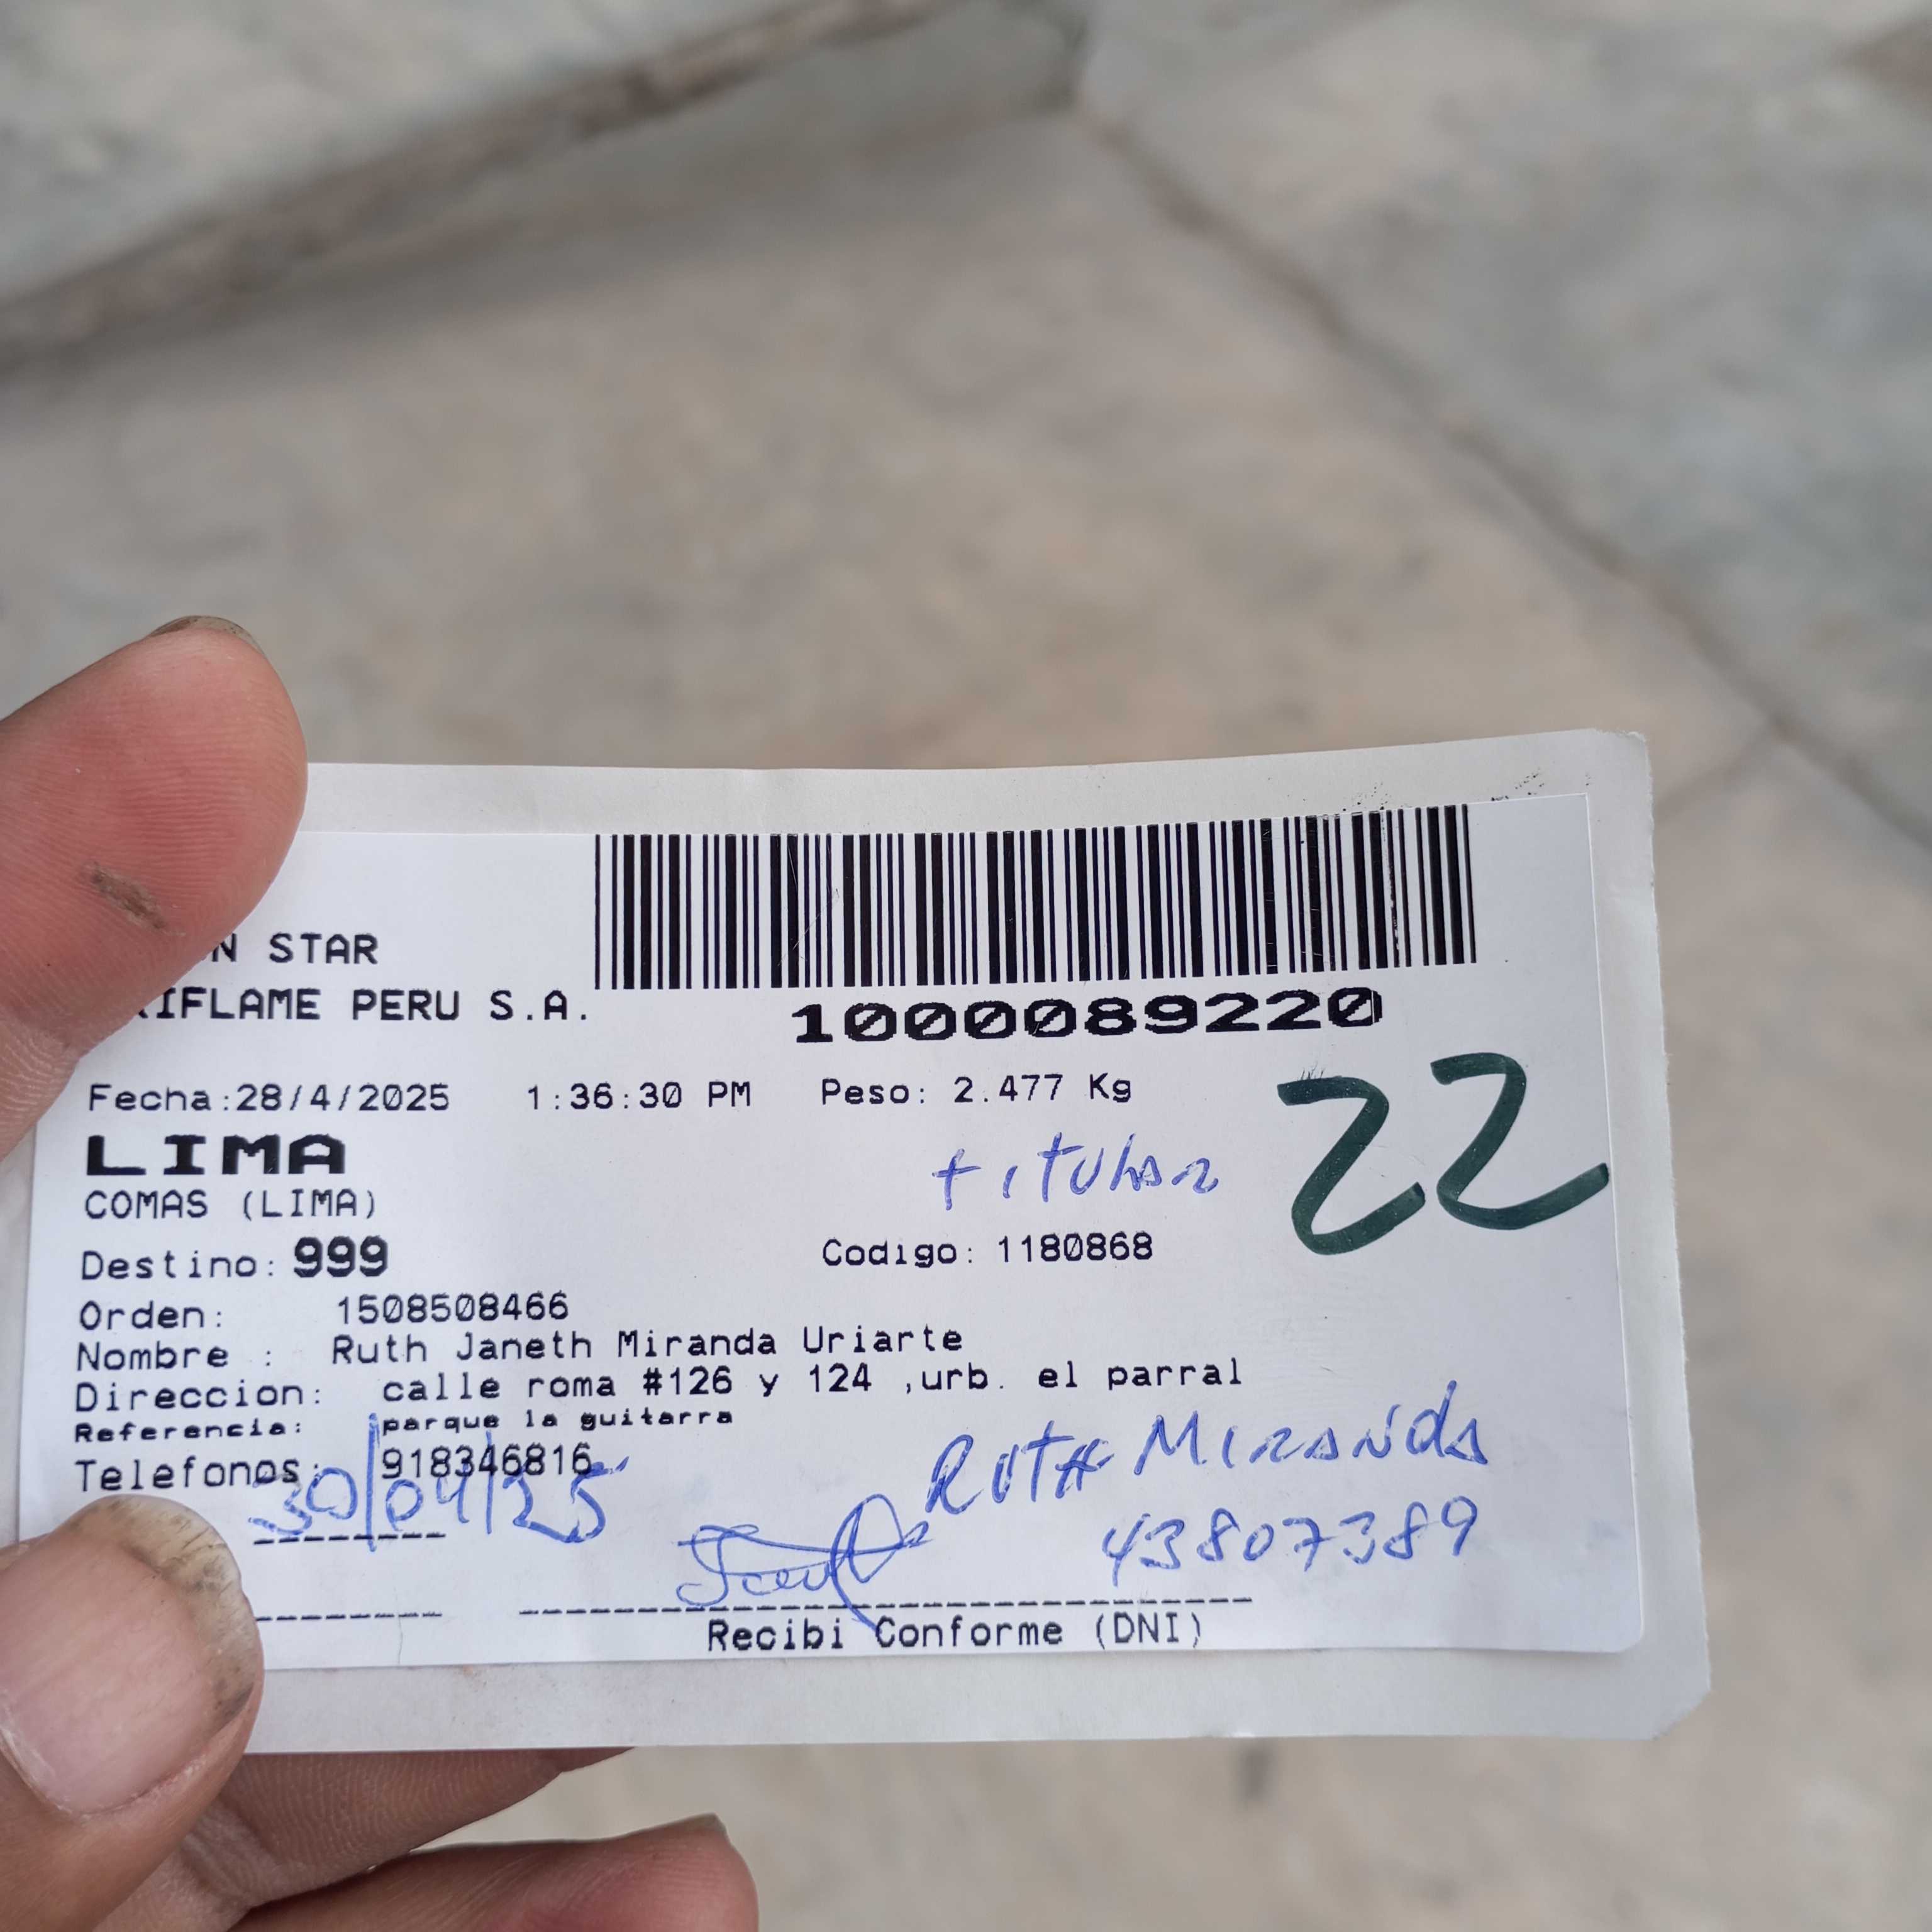 STAR
IFLAME PERU S.A.
1000089220
Fecha:28/4/2025 1:36:30 PM Peso: 2.477 Kg
22
LIMA
titular
COMAS (LIMA)
Destino: 999
Codigo: 1180868
Orden: 1508508466
Nombre : Ruth Janeth Miranda Uriarte
Direccion: calle roma #126 y 124 ,urb. el parral
Referencia: parque la guitarra
Telefonos: 918346816
30/04/25
RUTH MIRANda
43807389
Recibi Conforme (DNI)